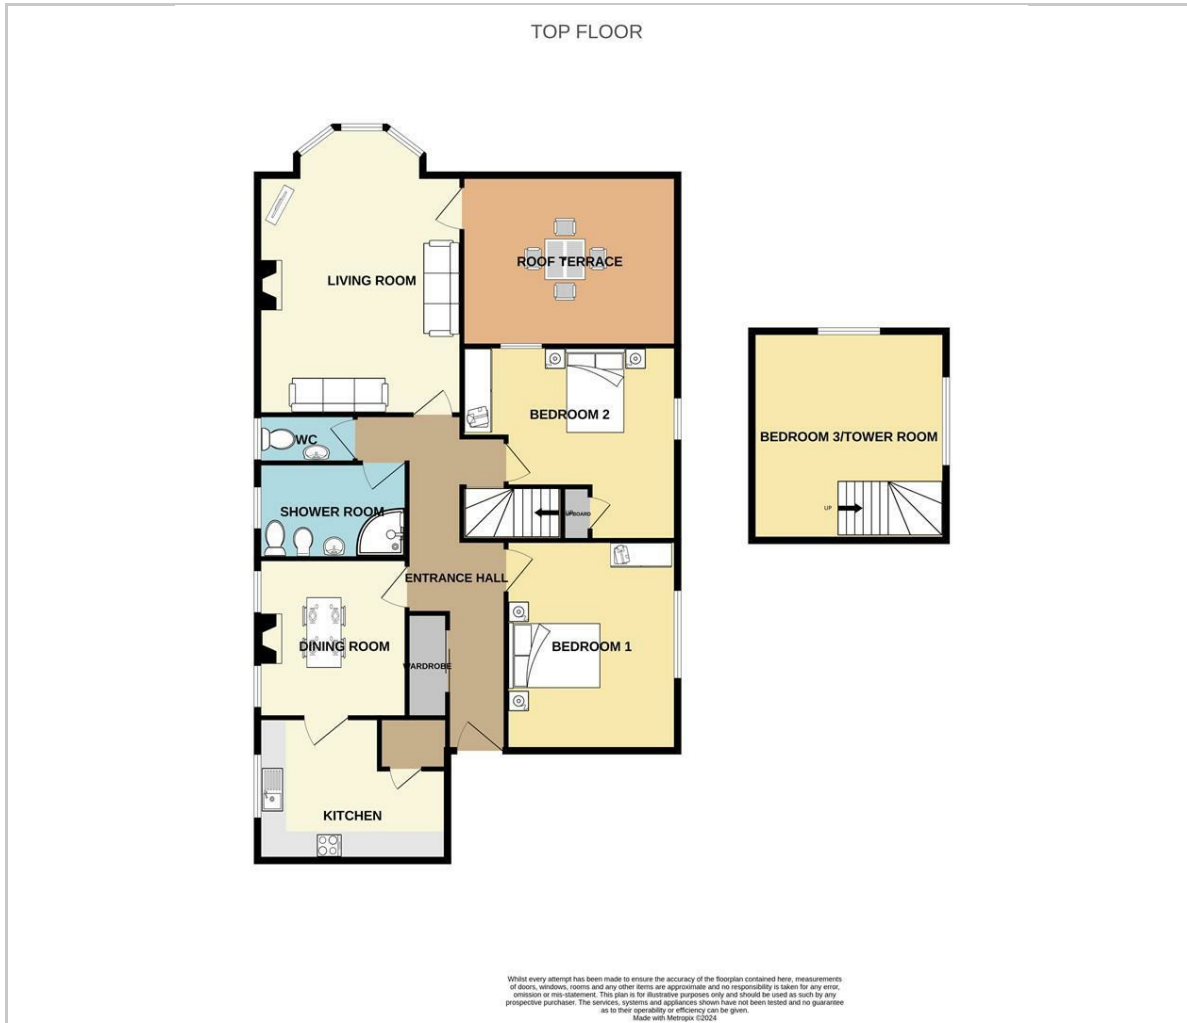 TOP FLOOR
ROOF TERRACE
LIVING ROOM
BEDROOM 2
BEDROOM 3/TOWER ROOM
WC
SHOWER ROOM
UP
UP
ENTRANCE HALL
DINING ROOM
BEDROOM 1
WARDROBE
KITCHEN
Whilst every attempt has been made to ensure the accuracy of the floorplan contained here, measurements
of doors, windows, rooms and any other items are approximate and no responsibility is taken for any error,
omission or mis-statement. This plan is for illustrative purposes only and should be used as such by any
prospective purchaser. The services, systems and appliances shown have not been tested and no guarantee
as to their operability or efficiency can be given.
Made with Metropix ©2024